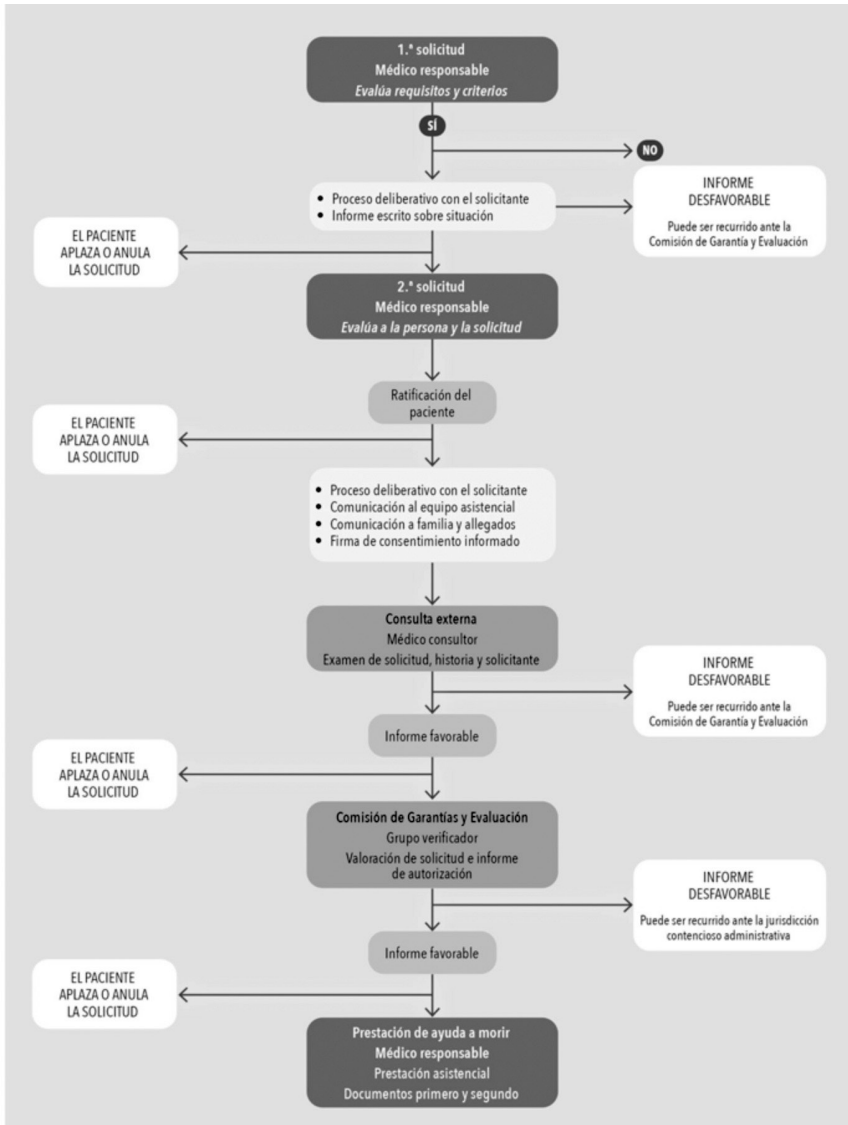 1.ª solicitud
Médico responsable
Evalúa requisitos y criterios
SÍ
NO
• Proceso deliberativo con el solicitante
• Informe escrito sobre situación
INFORME
DESFAVORABLE
Puede ser recurrido ante la
Comisión de Garantía y Evaluación
EL PACIENTE
APLAZA O ANULA
LA SOLICITUD
2.ª solicitud
Médico responsable
Evalúa a la persona y la solicitud
Ratificación del
paciente
EL PACIENTE
APLAZA O ANULA
LA SOLICITUD
• Proceso deliberativo con el solicitante
• Comunicación al equipo asistencial
• Comunicación a familia y allegados
• Firma de consentimiento informado
Consulta externa
Médico consultor
Examen de solicitud, historia y solicitante
INFORME
DESFAVORABLE
Puede ser recurrido ante la
Comisión de Garantía y Evaluación
Informe favorable
EL PACIENTE
APLAZA O ANULA
LA SOLICITUD
Comisión de Garantías y Evaluación
Grupo verificador
Valoración de solicitud e informe
de autorización
INFORME
DESFAVORABLE
Puede ser recurrido ante la jurisdicción
contencioso administrativa
Informe favorable
EL PACIENTE
APLAZA O ANULA
LA SOLICITUD
Prestación de ayuda a morir
Médico responsable
Prestación asistencial
Documentos primero y segundo